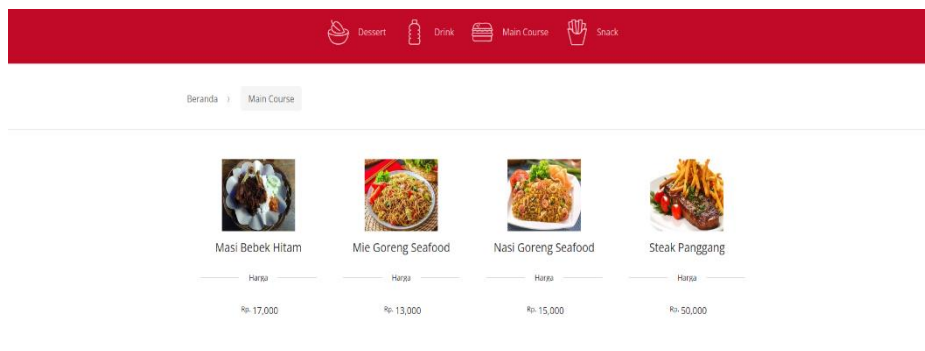 Dessert Drink Main Course Snack
Beranda › Main Course
Masi Bebek Hitam Mie Goreng Seafood Nasi Goreng Seafood Steak Panggang
Harga Harga Harga Harga
Rp. 17,000 Rp. 13,000 Rp. 15,000 Rp. 50,000